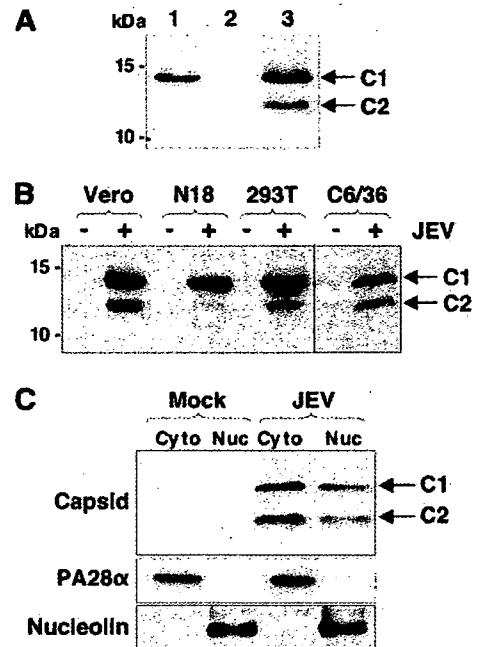 A
kDa 1 2 3
15 -
C1
C2
10 -
B
Vero N18 293T C6/36
kDa - + - + - + - + JEV
15 -
C1
C2
10 -
C
Mock JEV
Cyto Nuc Cyto Nuc
Capsid
C1
C2
PA28α
Nucleolin